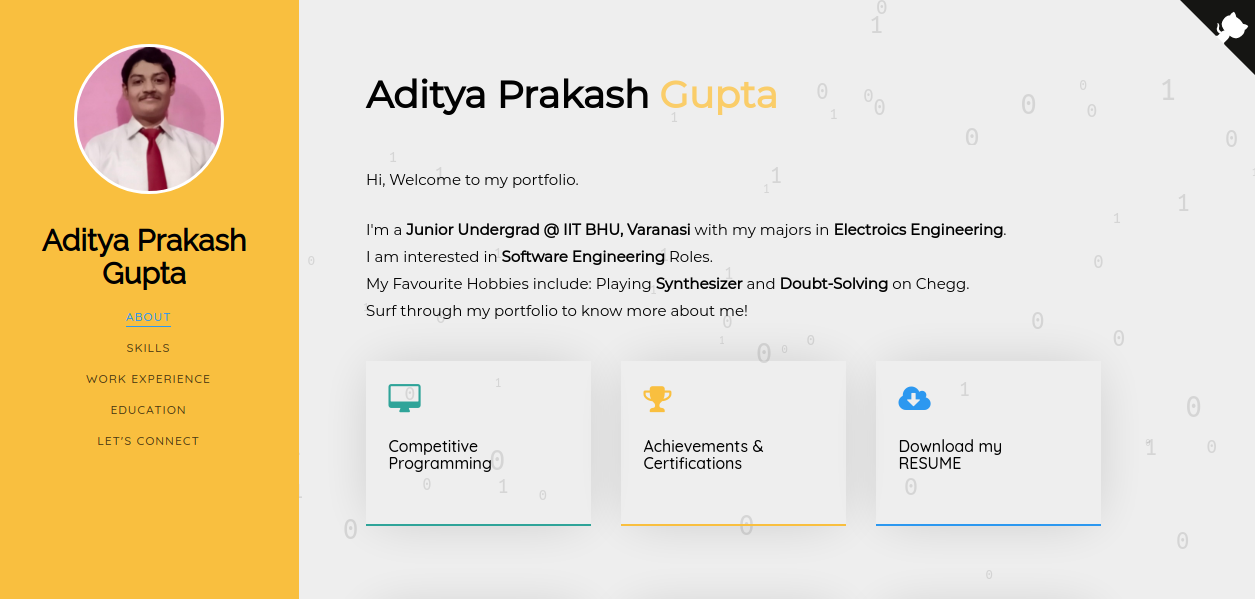 Aditya Prakash
Gupta
ABOUT
SKILLS
WORK EXPERIENCE
EDUCATION
LET'S CONNECT
Aditya Prakash Gupta
Hi, Welcome to my portfolio.
I'm a Junior Undergrad @ IIT BHU, Varanasi with my majors in Electroics Engineering.
I am interested in Software Engineering Roles.
My Favourite Hobbies include: Playing Synthesizer and Doubt-Solving on Chegg.
Surf through my portfolio to know more about me!
Competitive
Programming
Achievements &
Certifications
Download my
RESUME